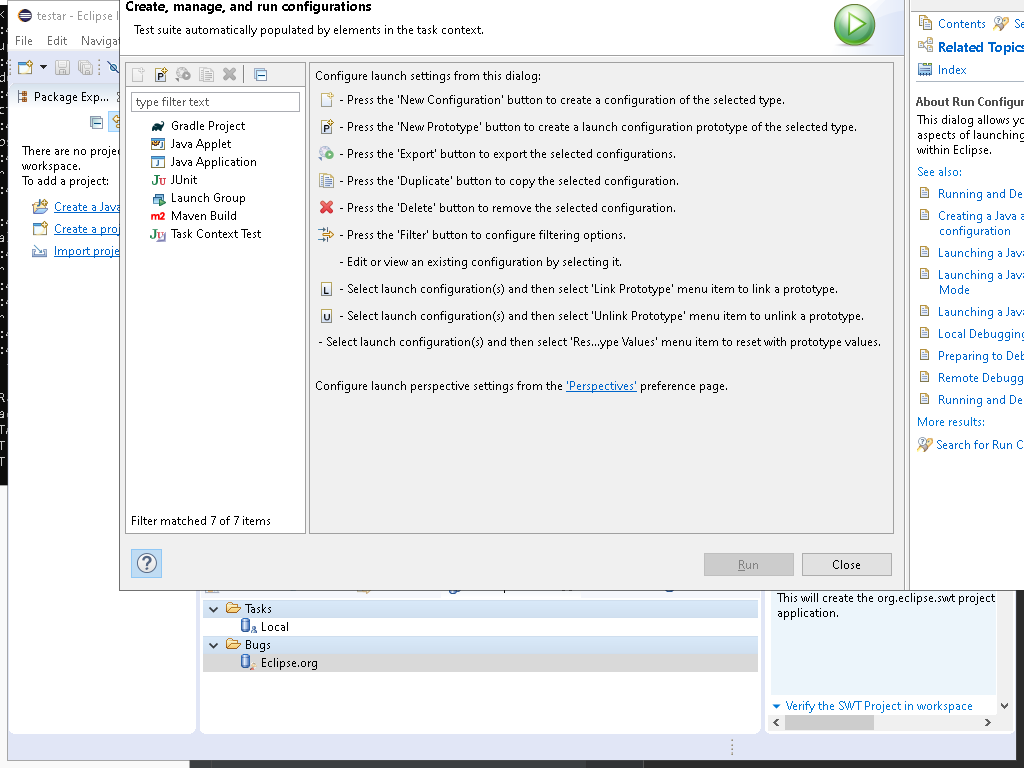 testar - Eclipse
File Edit Navigat
Package Exp...
There are no
workspace.
To add a project:
Create a Java
Create a
Import
Create, manage, and run configurations
Test suite automatically populated by elements in the task context.
type filter text
Gradle Project
Java Applet
Java Application
JUnit
Launch Group
Maven Build
Task Context Test
Filter matched 7 of 7 items
Configure launch settings from this dialog:
- Press the 'New Configuration' button to create a configuration of the selected type.
- Press the 'New Prototype' button to create a launch configuration prototype of the selected type.
- Press the 'Export' button to export the selected configurations.
- Press the 'Duplicate' button to copy the selected configuration.
- Press the 'Delete' button to remove the selected configuration.
- Press the 'Filter' button to configure filtering options.
- Edit or view an existing configuration by selecting it.
- Select launch configuration(s) and then select 'Link Prototype' menu item to link a prototype.
- Select launch configuration(s) and then select 'Unlink Prototype' menu item to unlink a prototype.
- Select launch configuration(s) and then select 'Res...ype Values' menu item to reset with prototype values.
Configure launch perspective settings from the 'Perspectives' preference page.
Run
Close
Contents Se
Related Topics
Index
About Run Configur
This dialog allows yo
aspects of launching
within Eclipse.
See also:
Running and De
Creating a Java a
configuration
Launching a Java
Launching a Java
Mode
Launching a Java
Local Debugging
Preparing to Deb
Remote Debugg
Running and De
More results:
Search for Run C
Tasks
Local
Bugs
Eclipse.org
This will create the org.eclipse.swt project
application.
Verify the SWT Project in workspace